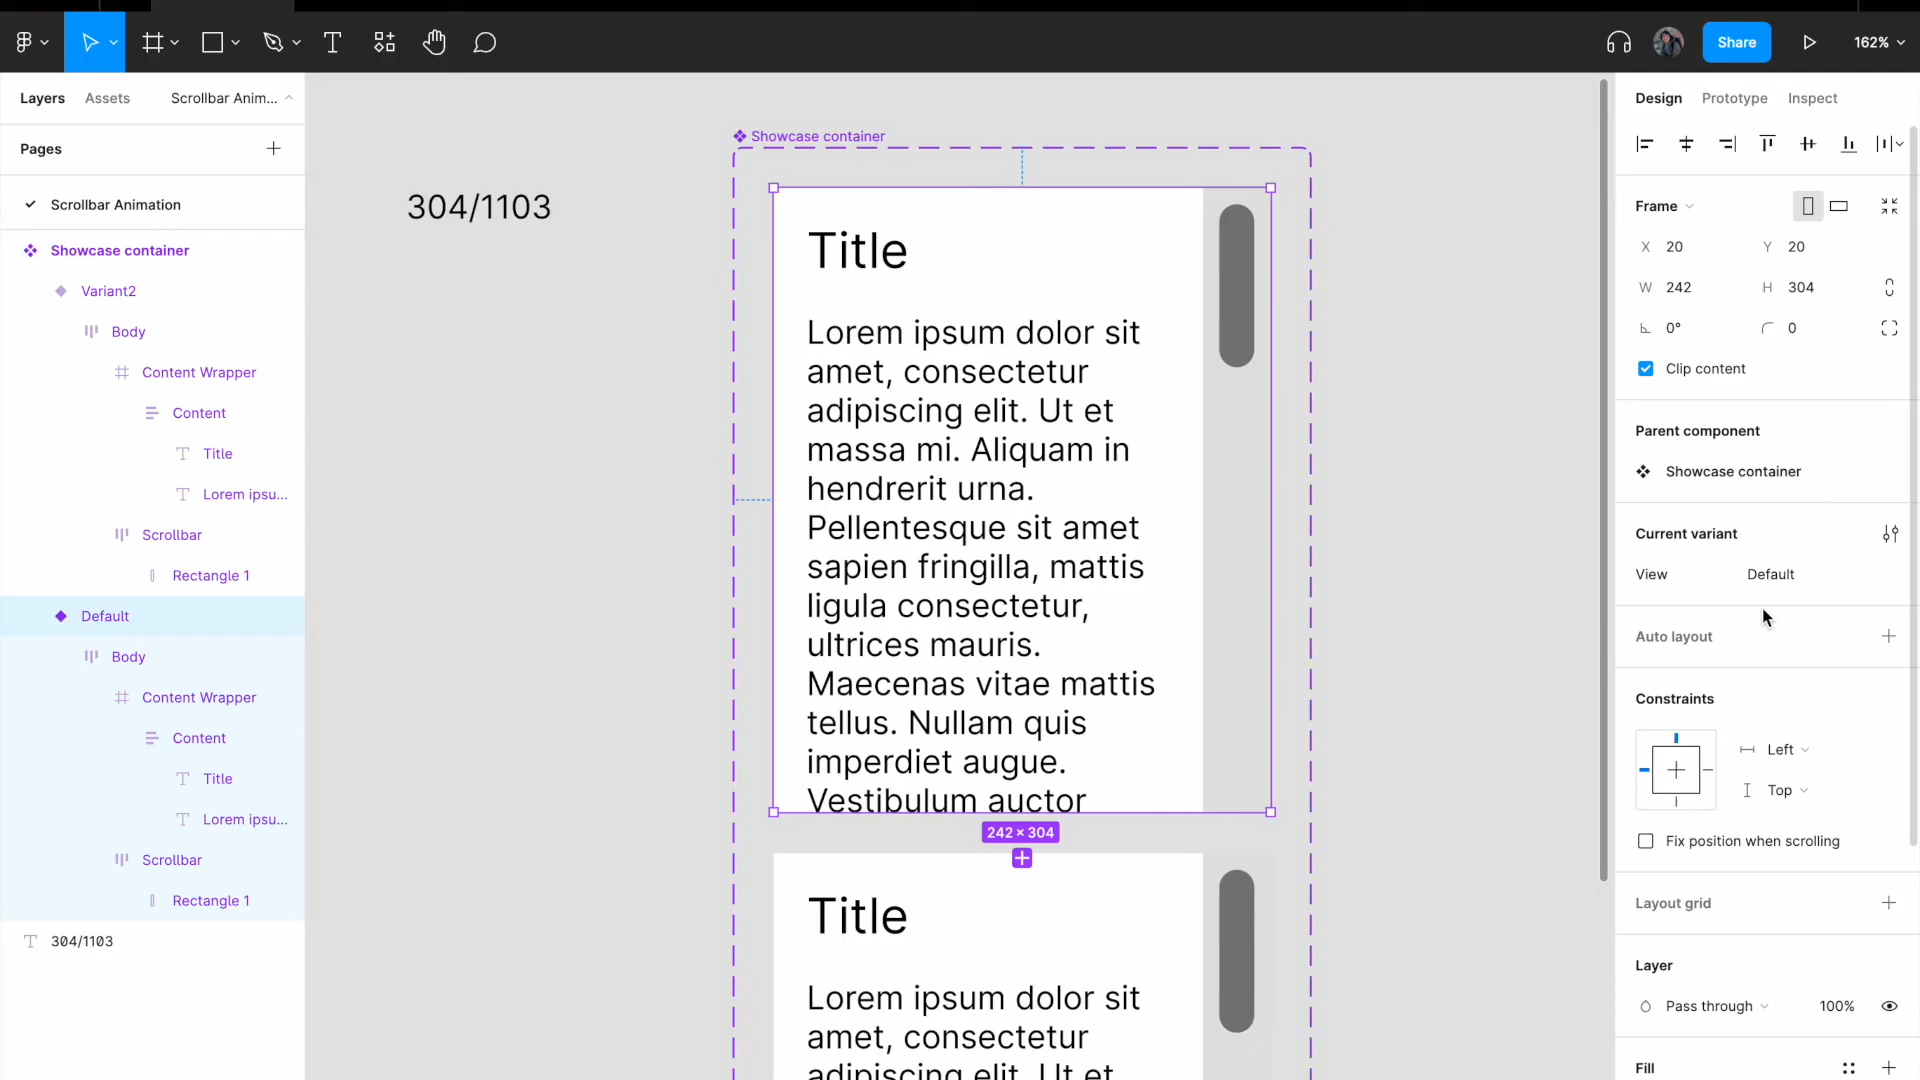 Share
162%
Layers
Assets
Scrollbar Anim...
Pages
Scrollbar Animation
Showcase container
Variant2
Body
Content Wrapper
Content
Title
Lorem ipsu...
Scrollbar
Rectangle 1
Default
Body
Content Wrapper
Content
Title
Lorem ipsu...
Scrollbar
Rectangle 1
304/1103
304/1103
Showcase container
Title
Lorem ipsum dolor sit
amet, consectetur
adipiscing elit. Ut et
massa mi. Aliquam in
hendrerit urna.
Pellentesque sit amet
sapien fringilla, mattis
ligula consectetur,
ultrices mauris.
Maecenas vitae mattis
tellus. Nullam quis
imperdiet augue.
Vestibulum auctor
242 × 304
Title
Lorem ipsum dolor sit
amet, consectetur
adipiscing elit. Ut et
Design
Prototype
Inspect
Frame
X 20
Y 20
W 242
H 304
0°
0
Clip content
Parent component
Showcase container
Current variant
View
Default
Auto layout
Constraints
Left
Top
Fix position when scrolling
Layout grid
Layer
Pass through
100%
Fill